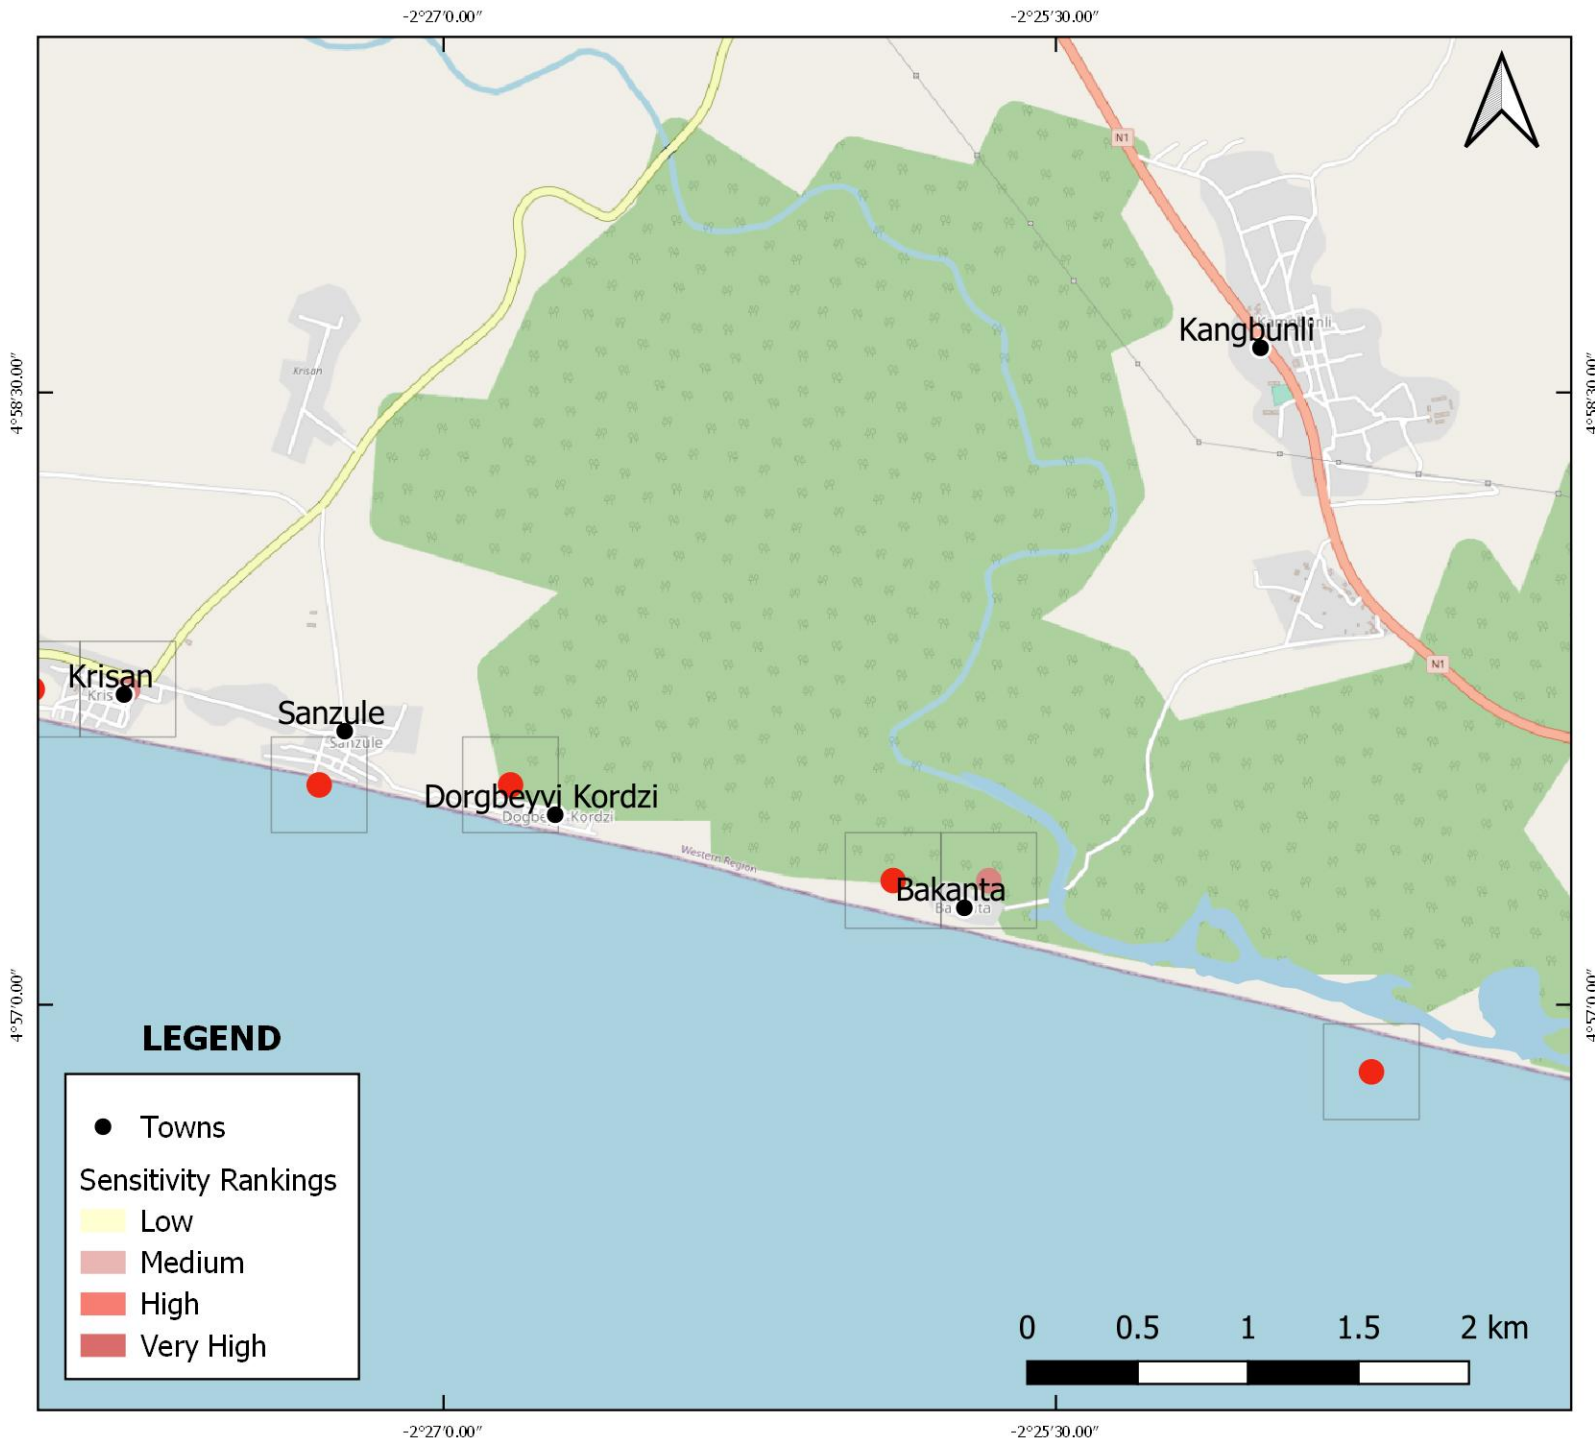 -2°27′0.00″ -2°25′30.00″
N1
Kangbunli
4°58′30.00″ 4°58′30.00″
Krisan
N1
Krisan
Sanzule
Sanzule
Dorgbeyvi Kordzi
Kordzi
Western Region
Bakanta
4°57′0.00″ 4°57′0.00″
LEGEND
Towns
Sensitivity Rankings
Low
Medium
High
Very High
0 0.5 1 1.5 2 km
-2°27′0.00″ -2°25′30.00″